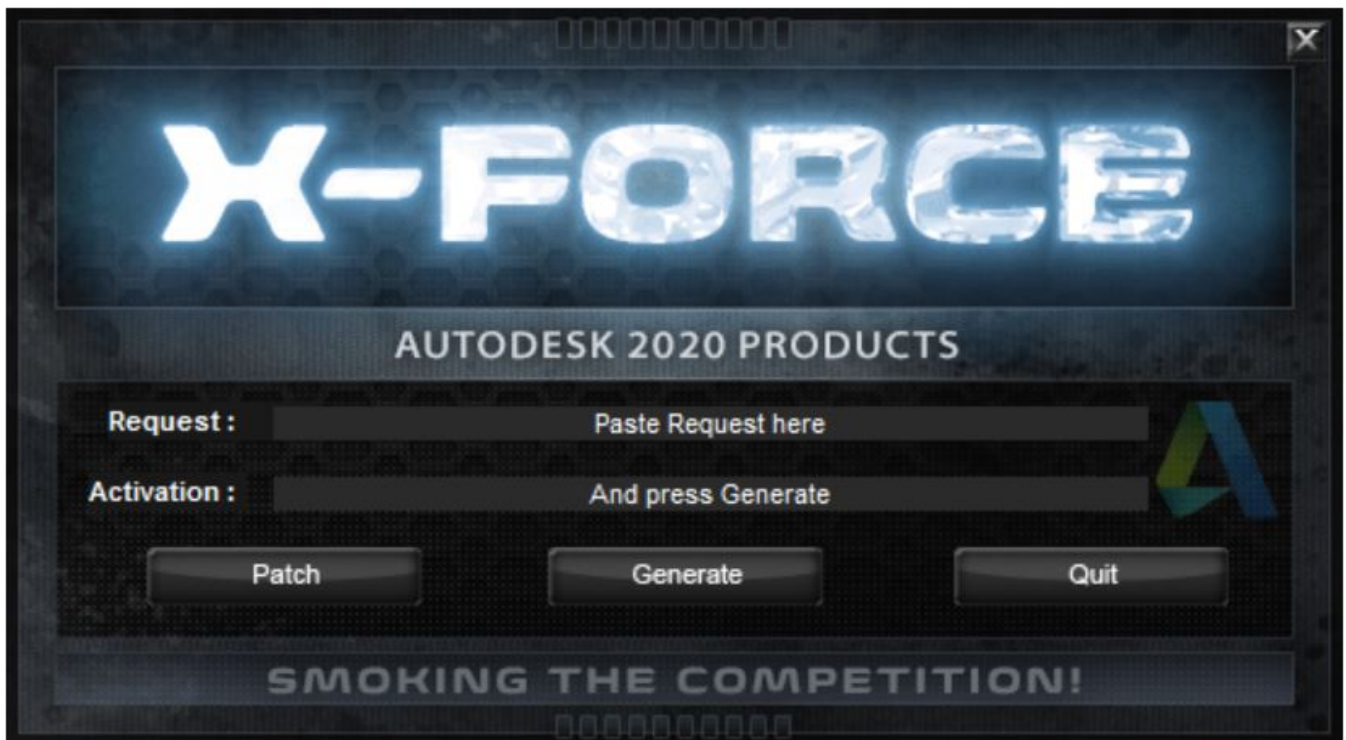 X
X-FORCE
AUTODESK 2020 PRODUCTS
Request : Paste Request here
Activation : And press Generate
Patch Generate Quit
SMOKING THE COMPETITION!